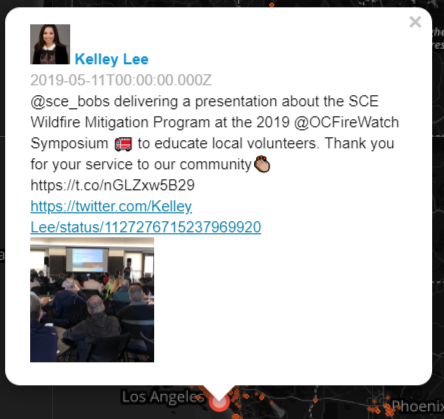 ×
Kelley Lee
2019-05-11T00:00:00.000Z
@sce_bobs delivering a presentation about the SCE
Wildfire Mitigation Program at the 2019 @OCFireWatch
Symposium 🚒 to educate local volunteers. Thank you
for your service to our community👏🏽
https://t.co/nGLZxw5B29
https://twitter.com/Kelley
Lee/status/1127276715237969920
Los Angeles
Phoenix